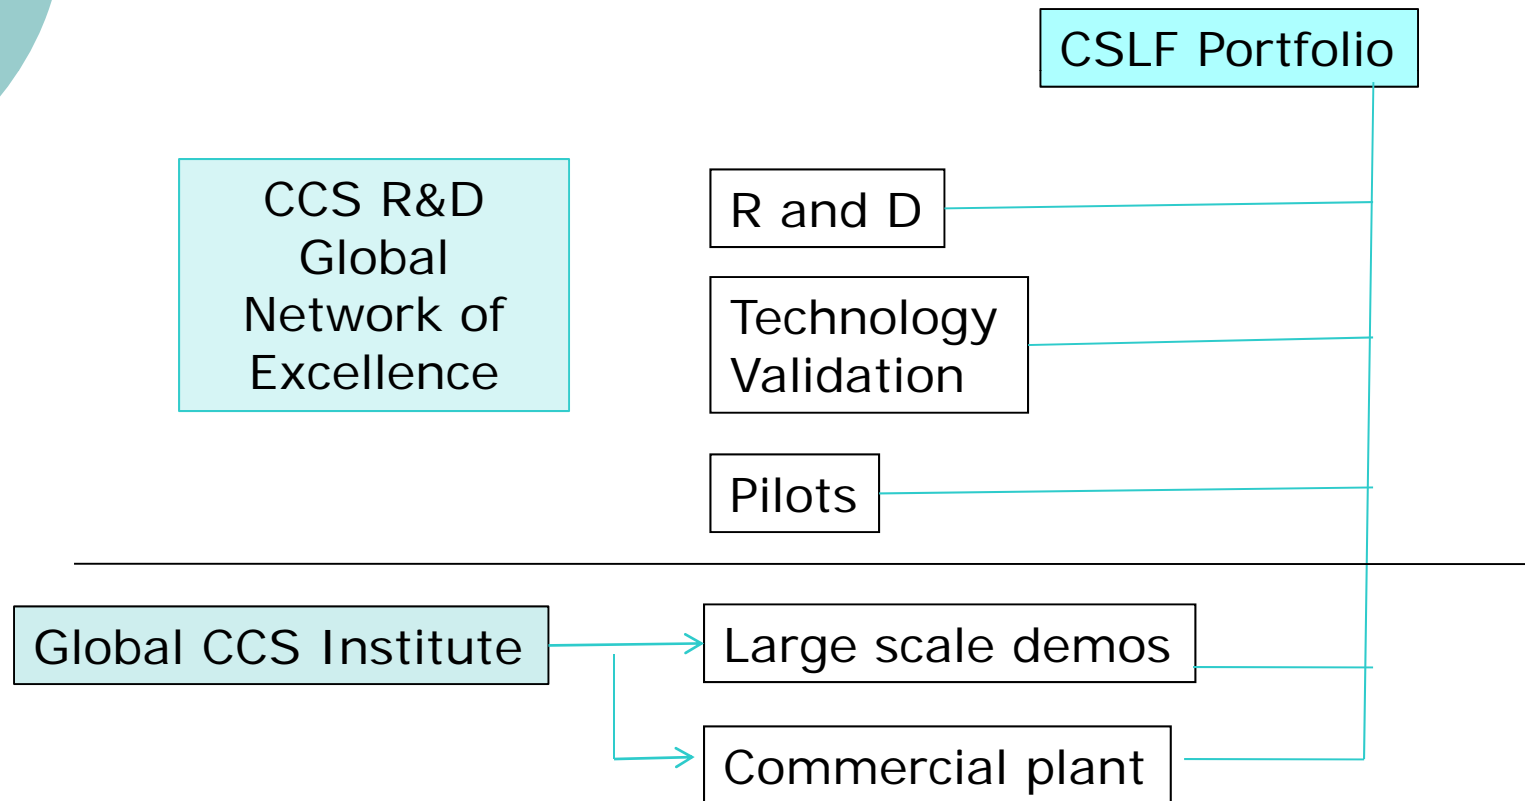 CSLF Portfolio
CCS R&D
Global
Network of
Excellence
R and D
Technology
Validation
Pilots
Global CCS Institute
Large scale demos
Commercial plant